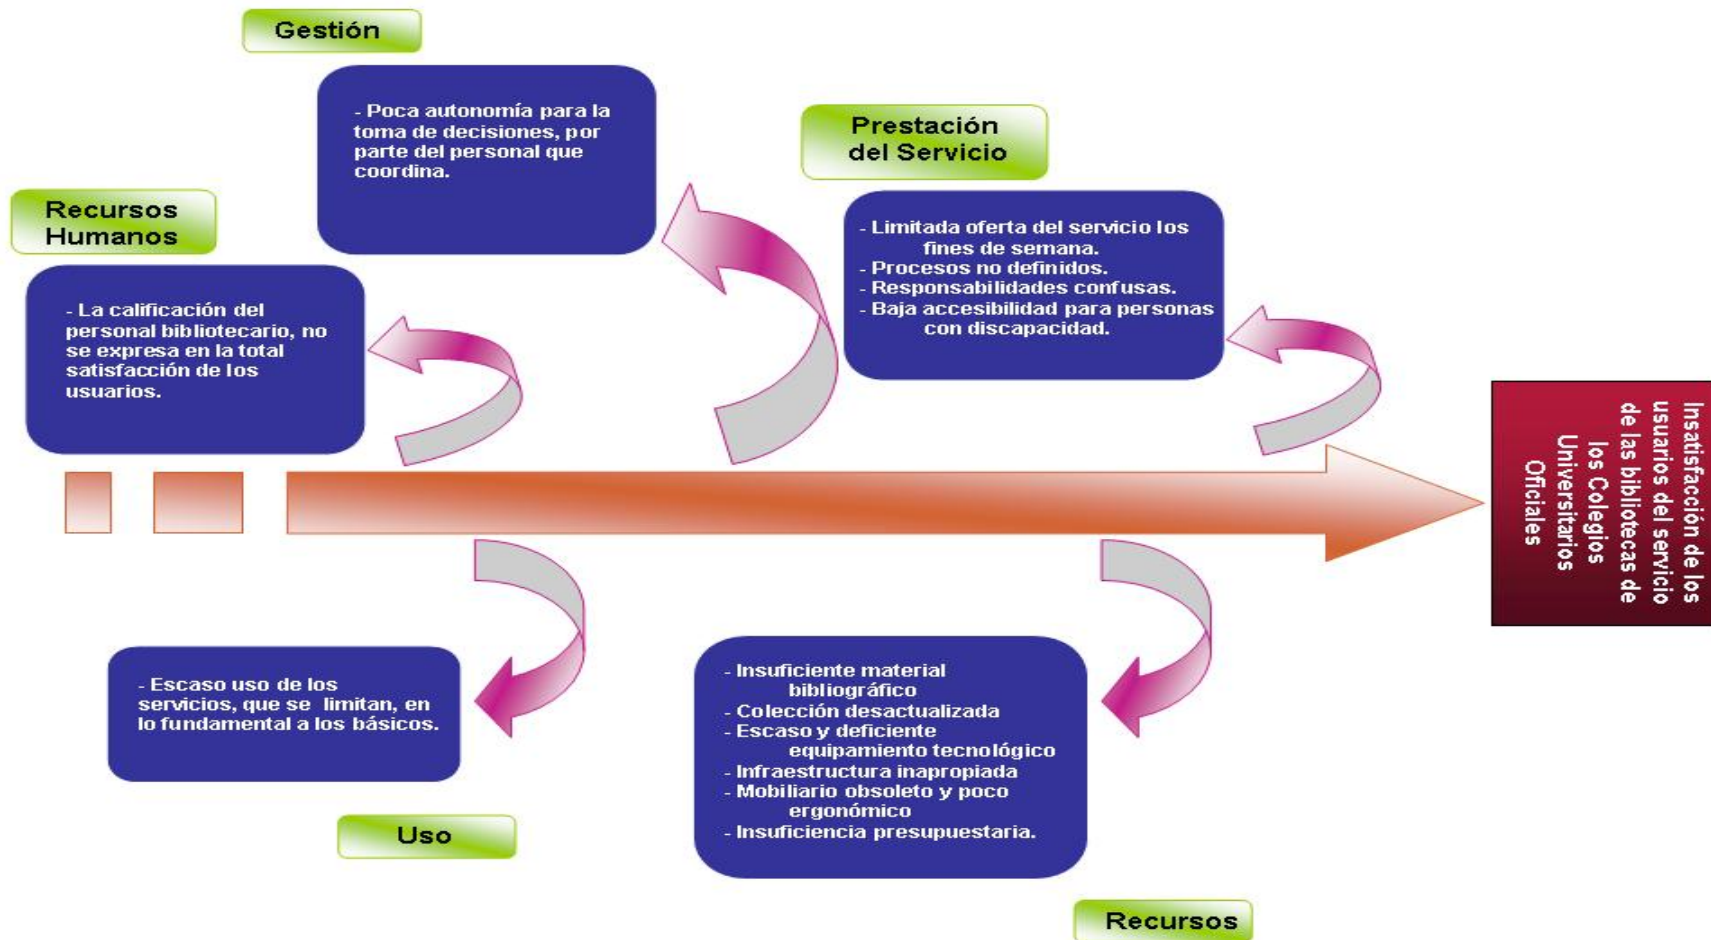 Gestión
- Poca autonomía para la
toma de decisiones, por
parte del personal que
coordina.
Prestación
del Servicio
- Limitada oferta del servicio los
fines de semana.
- Procesos no definidos.
- Responsabilidades confusas.
- Baja accesibilidad para personas
con discapacidad.
Recursos
Humanos
- La calificación del
personal bibliotecario, no
se expresa en la total
satisfacción de los
usuarios.
Insatisfacción de los
usuarios del servicio
de las bibliotecas de
los Colegios
Universitarios
Oficiales
- Escaso uso de los
servicios, que se limitan, en
lo fundamental a los básicos.
Uso
- Insuficiente material
bibliográfico
- Colección desactualizada
- Escaso y deficiente
equipamiento tecnológico
- Infraestructura inapropiada
- Mobiliario obsoleto y poco
ergonómico
- Insuficiencia presupuestaria.
Recursos